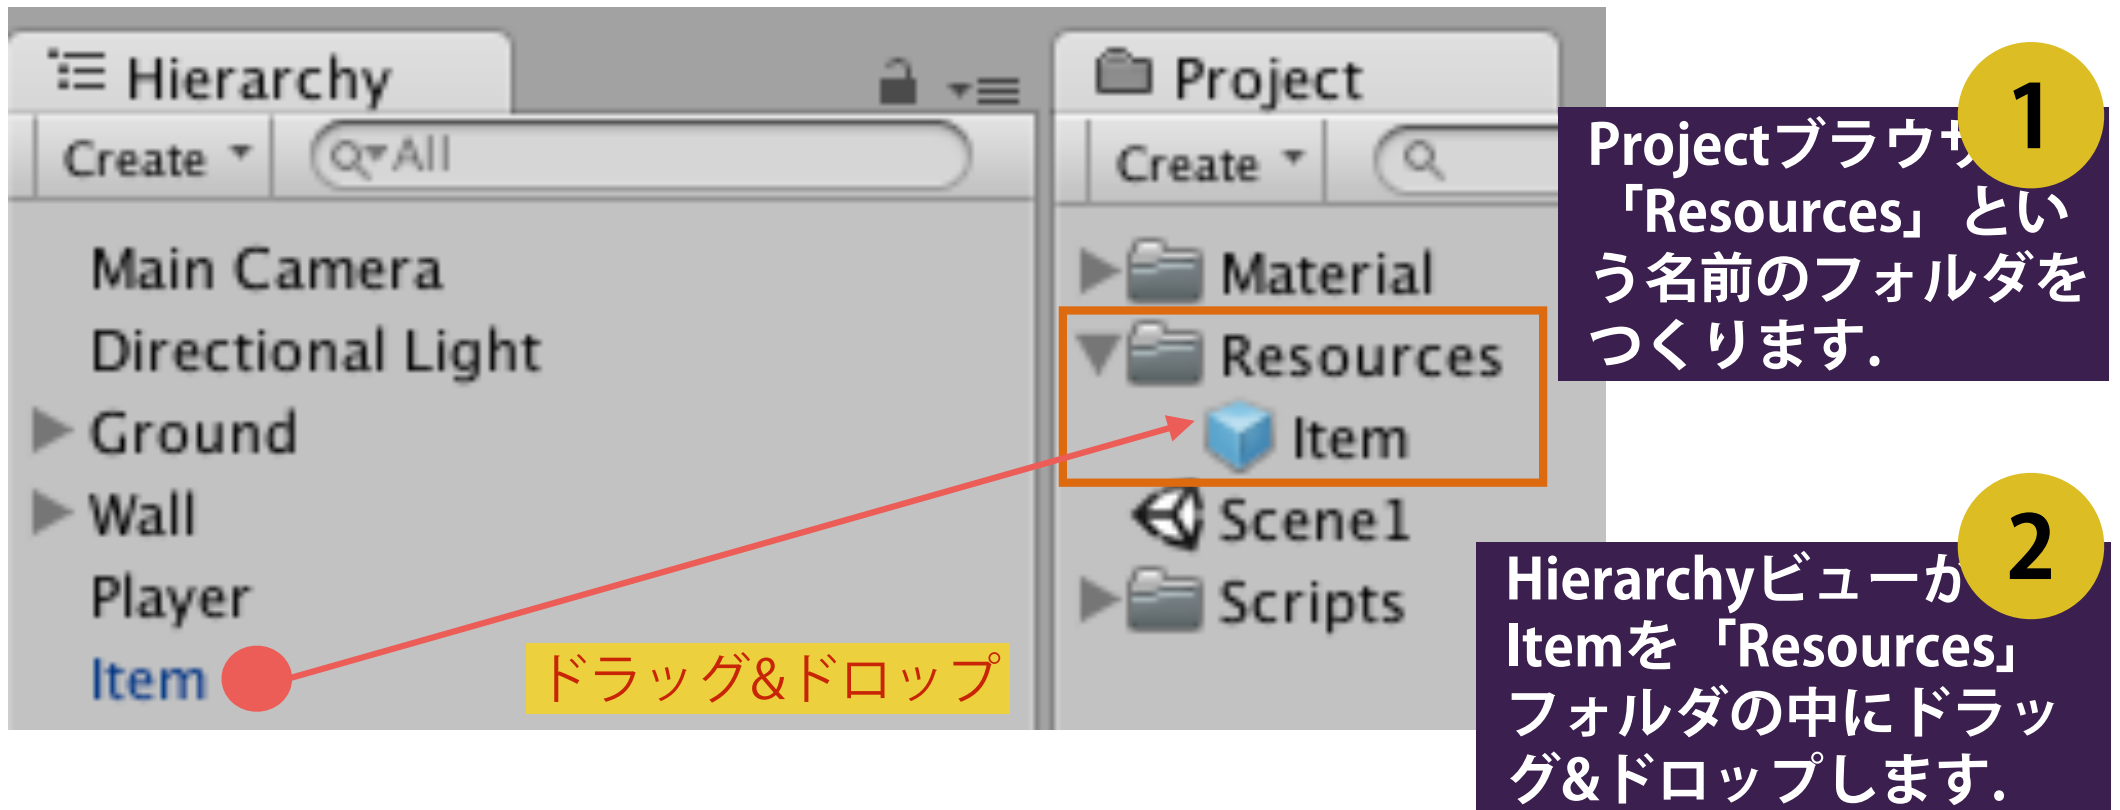 Hierarchy
Create
All
Main Camera
Directional Light
Ground
Wall
Player
Item
ドラッグ&ドロップ
Project
Create
Material
Resources
Item
Scene1
Scripts
1
Projectブラウザ
「Resources」とい
う名前のフォルダを
つくります.
2
Hierarchyビューか
Itemを「Resources」
フォルダの中にドラッ
グ&ドロップします.